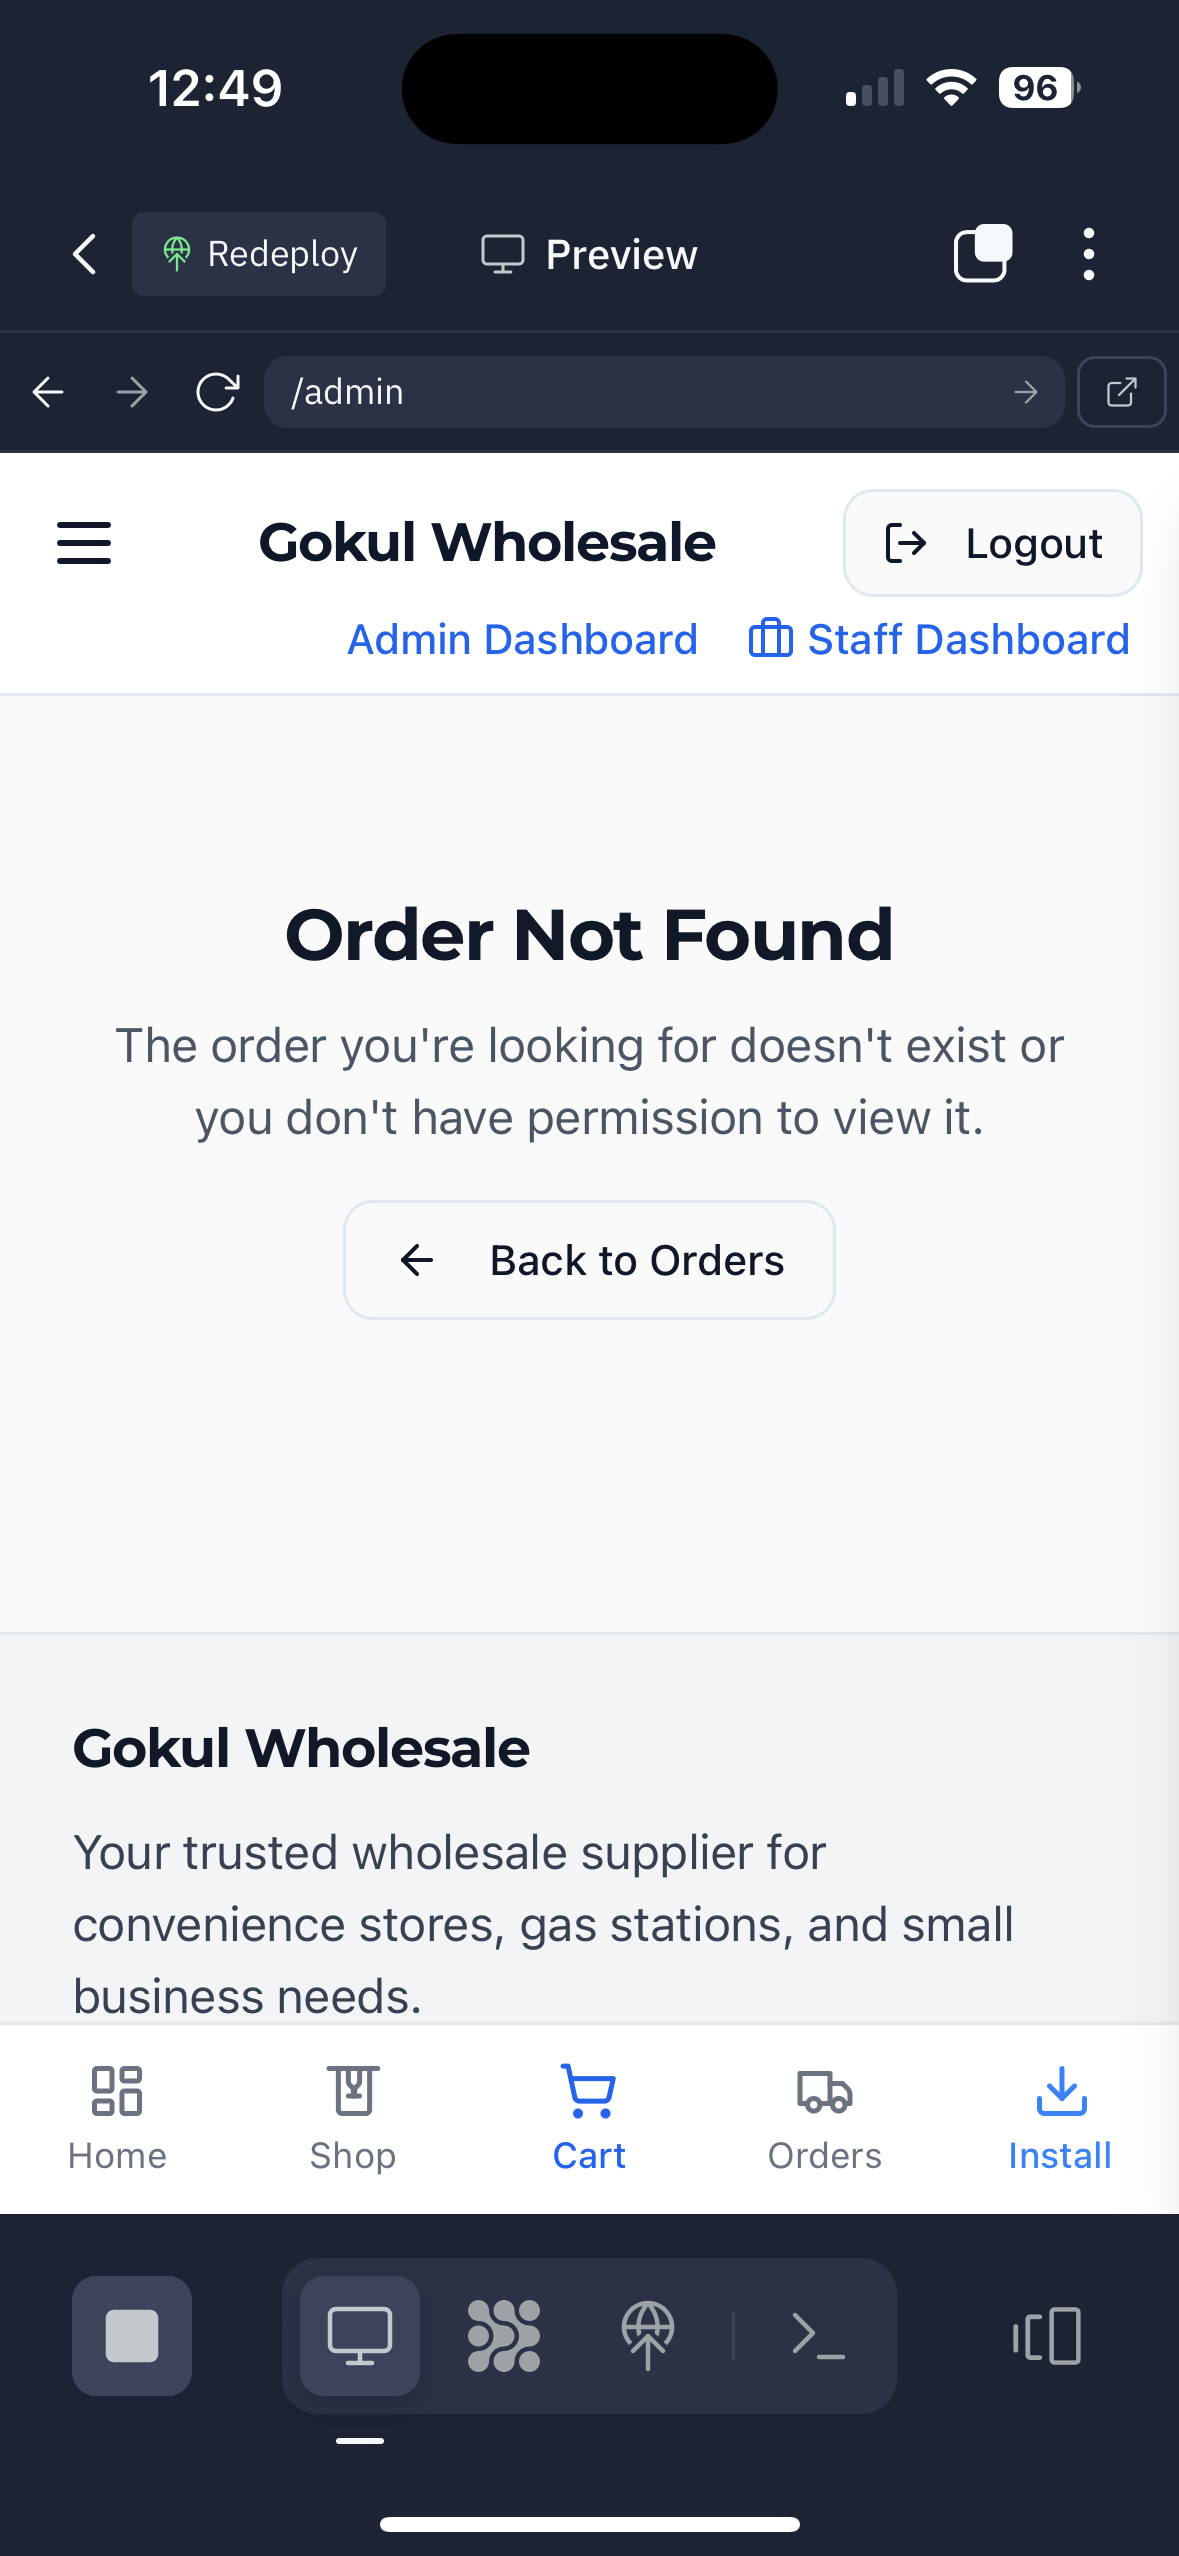 12:49
96
Redeploy
Preview
/admin
Gokul Wholesale
Logout
Admin Dashboard
Staff Dashboard
Order Not Found
The order you're looking for doesn't exist or
you don't have permission to view it.
Back to Orders
Gokul Wholesale
Your trusted wholesale supplier for
convenience stores, gas stations, and small
business needs.
Home
Shop
Cart
Orders
Install